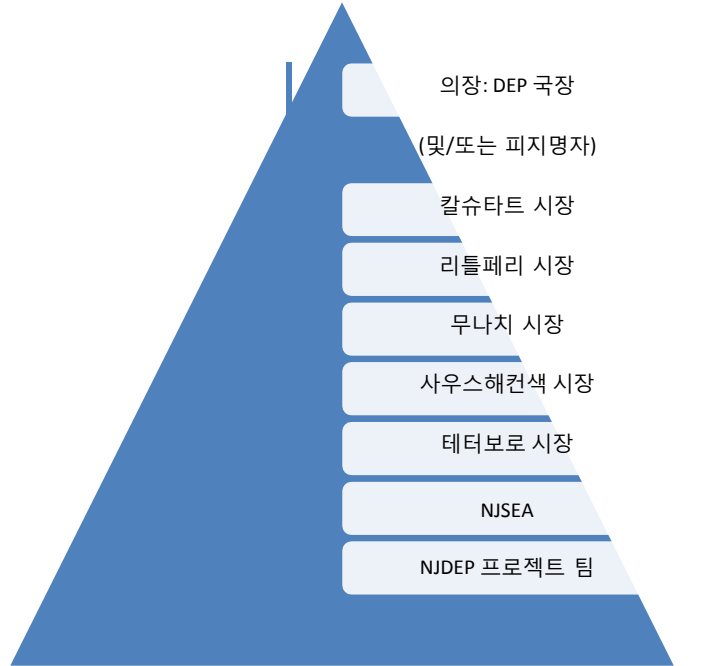 의장: DEP 국장
(및/또는 피지명자)
칼슈타트 시장
리틀페리 시장
무나치 시장
사우스해컨색 시장
테터보로 시장
NJSEA
NJDEP 프로젝트 팀